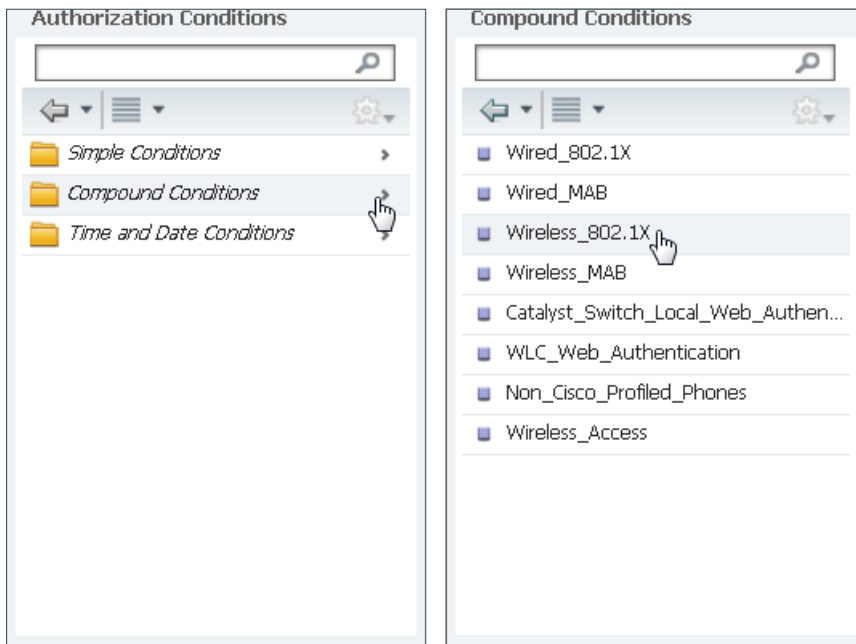 Authorization Conditions
Simple Conditions
Compound Conditions
Time and Date Conditions
Compound Conditions
Wired_802.1X
Wired_MAB
Wireless_802.1X
Wireless_MAB
Catalyst_Switch_Local_Web_Authen...
WLC_Web_Authentication
Non_Cisco_Profiled_Phones
Wireless_Access